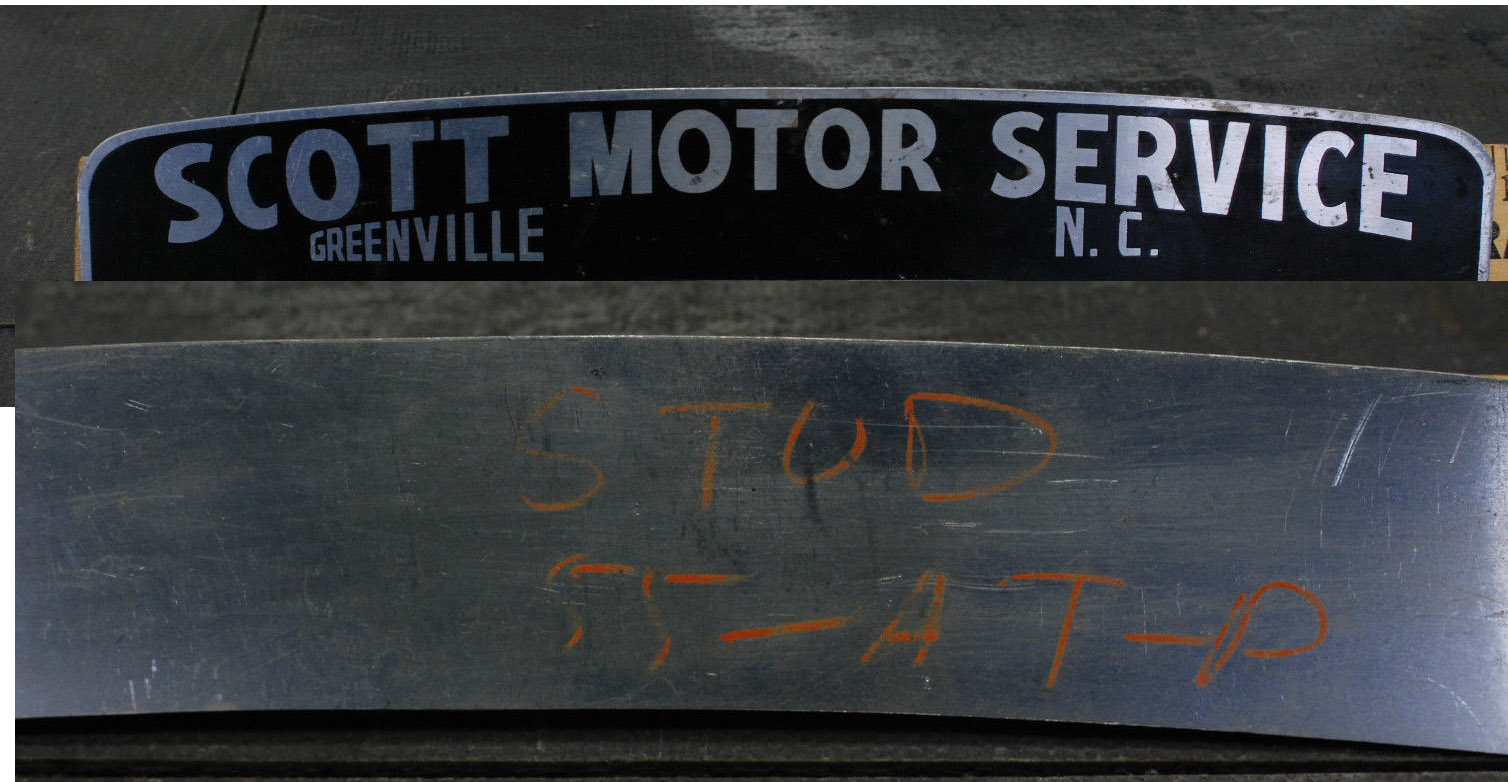 SCOTT MOTOR SERVICE
GREENVILLE N. C.
STUD
55-AT-D